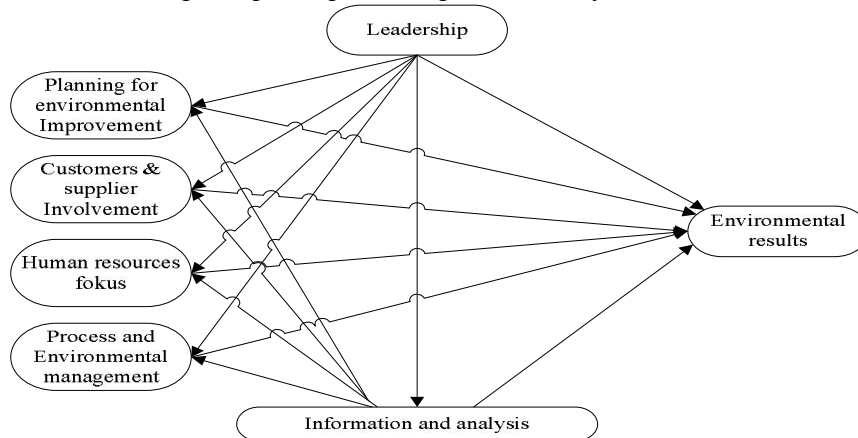 Leadership
Planning for
environmental
Improvement
Customers &
supplier
Involvement
Human resources
fokus
Process and
Environmental
management
Environmental
results
Information and analysis